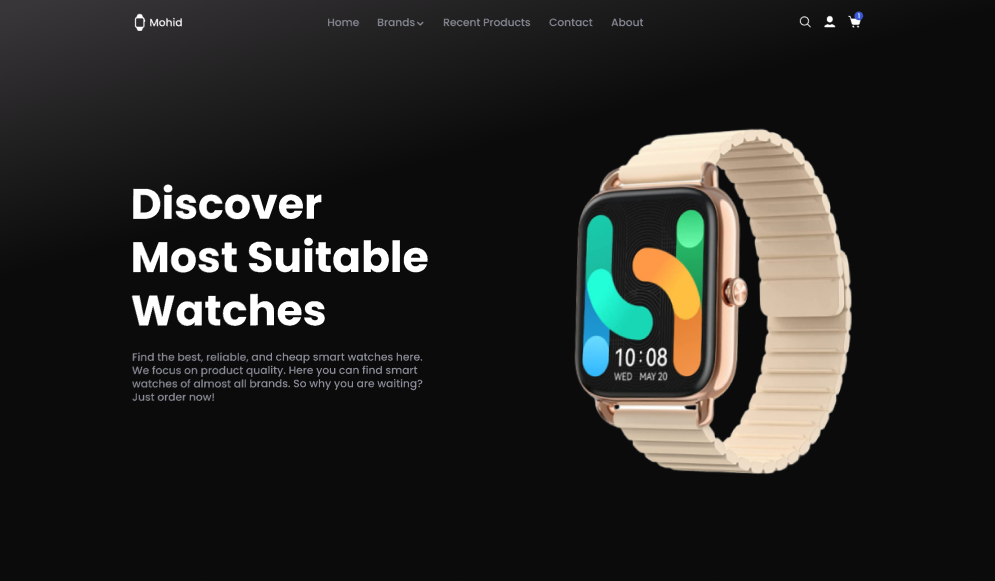 Mohid
Home Brands Recent Products Contact About
1
Discover
Most Suitable
Watches
Find the best, reliable, and cheap smart watches here.
We focus on product quality. Here you can find smart
watches of almost all brands. So why you are waiting?
Just order now!
10:08
WED MAY 20